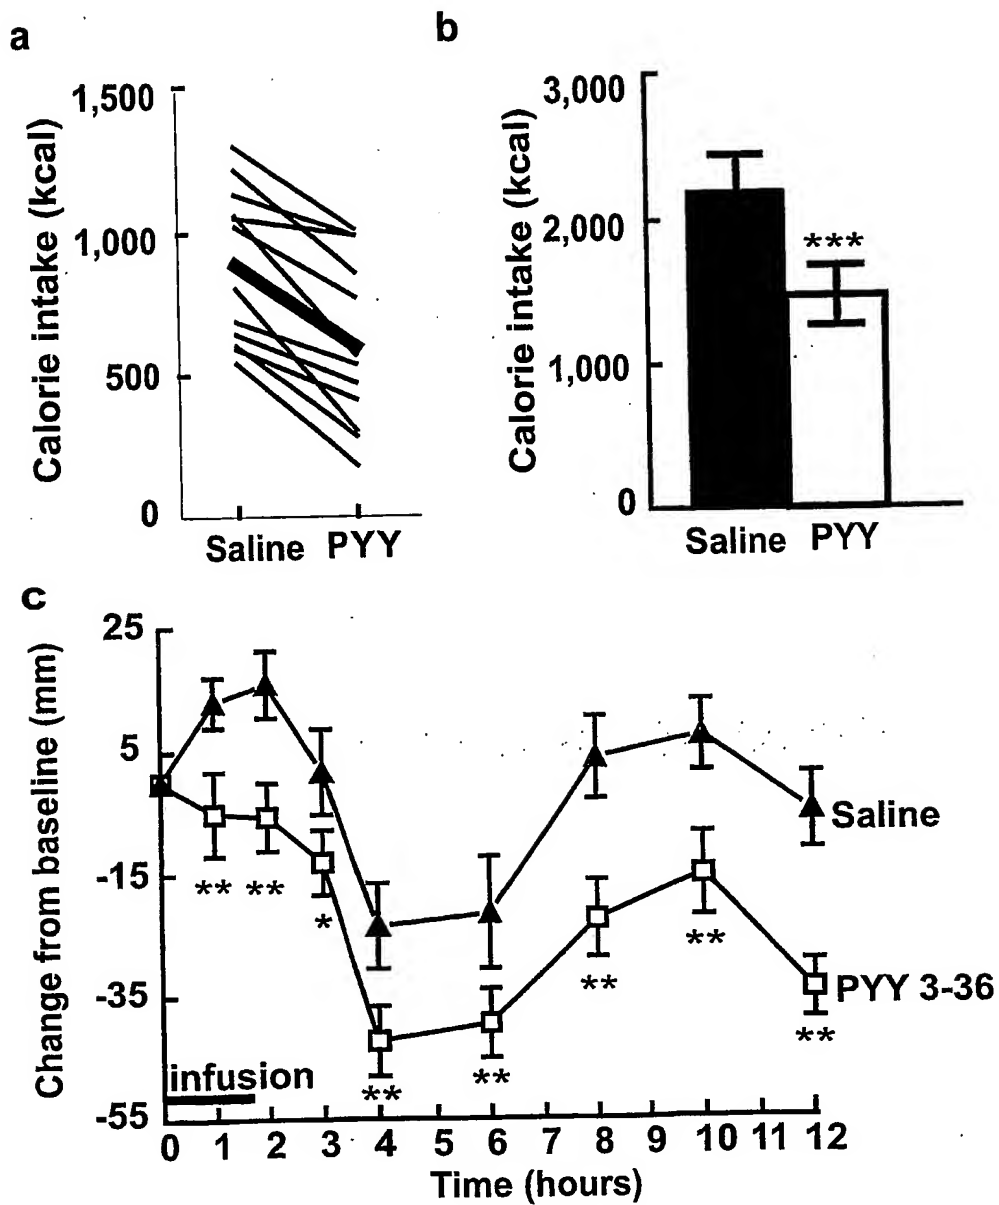 a
b
Calorie intake (kcal)
1,500
1,000
500
0
Saline PYY
Calorie intake (kcal)
3,000
2,000
1,000
0
***
Saline PYY
c
Change from baseline (mm)
25
5
-15
-35
-55
** **
*
**
**
**
**
**
Saline
PYY 3-36
infusion
0 1 2 3 4 5 6 7 8 9 10 11 12
Time (hours)